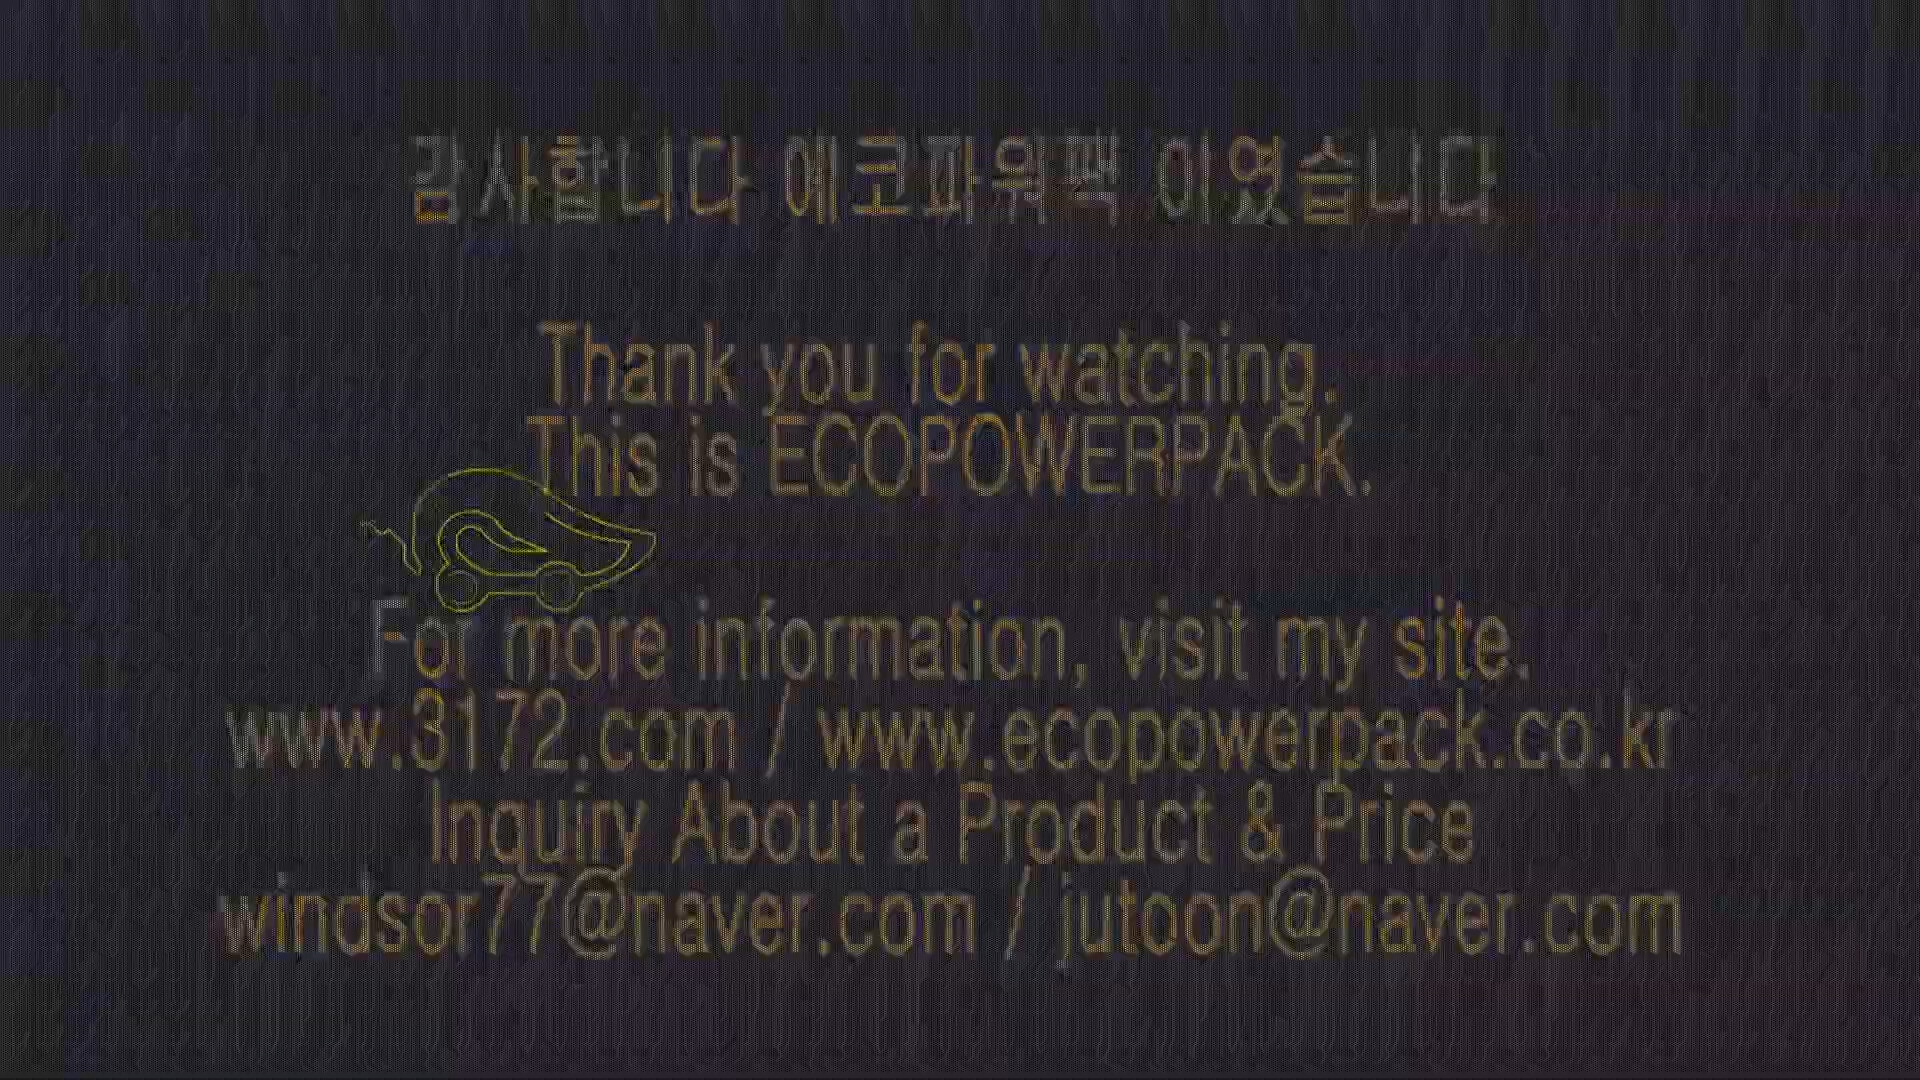 감사합니다 에코파워팩 이였습니다
Thank you for watching.
This is ECOPOWERPACK.
For more information, visit my site.
www.3172.com / www.ecopowerpack.co.kr
Inquiry About a Product & Price
windsor77@naver.com / jutoon@naver.com